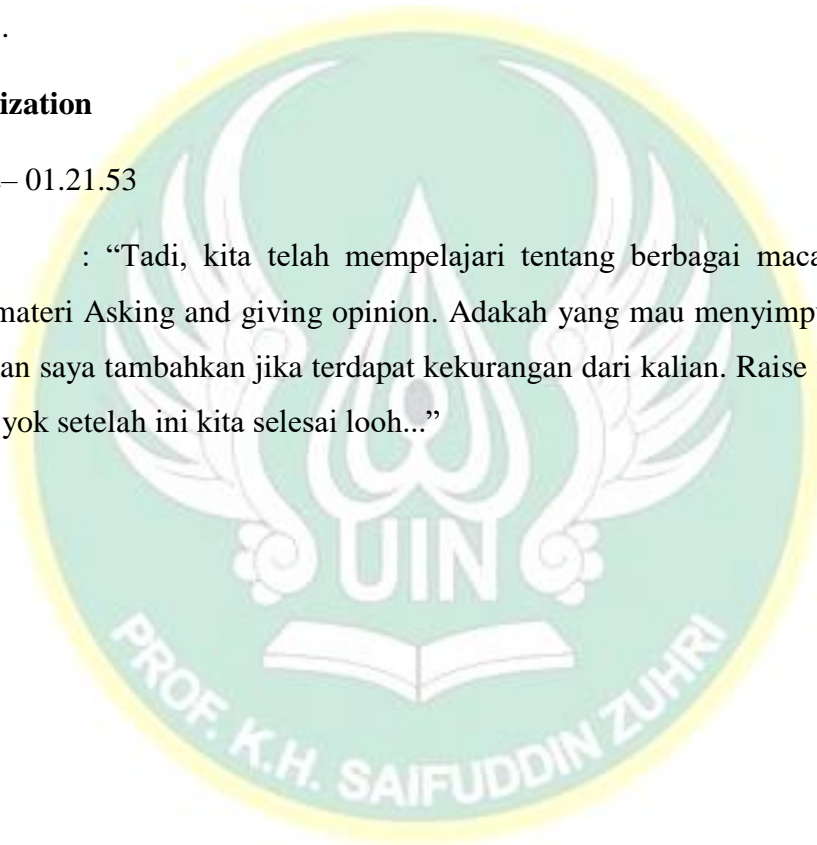 .
ization
– 01.21.53
: “Tadi, kita telah mempelajari tentang berbagai maca
materi Asking and giving opinion. Adakah yang mau menyimpu
an saya tambahkan jika terdapat kekurangan dari kalian. Raise
yok setelah ini kita selesai looh...”
UIN
PROF. K.H. SAIFUDDIN ZUHRI